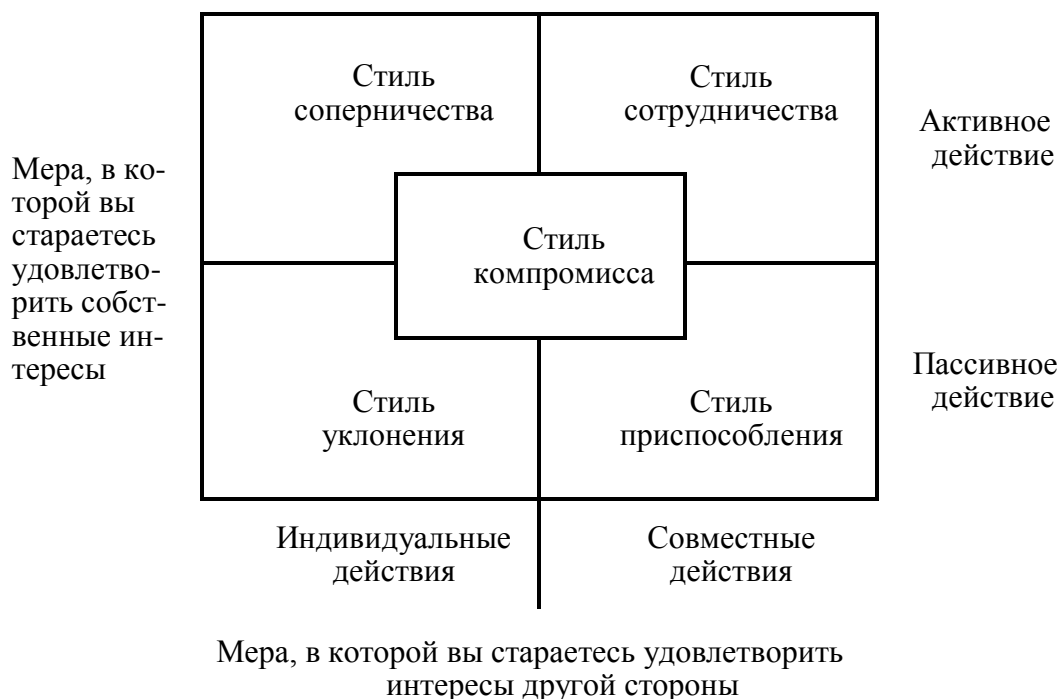 Стиль
соперничества
Стиль
сотрудничества
Активное
действие
Мера, в ко-
торой вы
стараетесь
удовлетво-
рить собст-
венные ин-
тересы
Стиль
компромисса
Пассивное
действие
Стиль
уклонения
Стиль
приспособления
Индивидуальные
действия
Совместные
действия
Мера, в которой вы стараетесь удовлетворить
интересы другой стороны